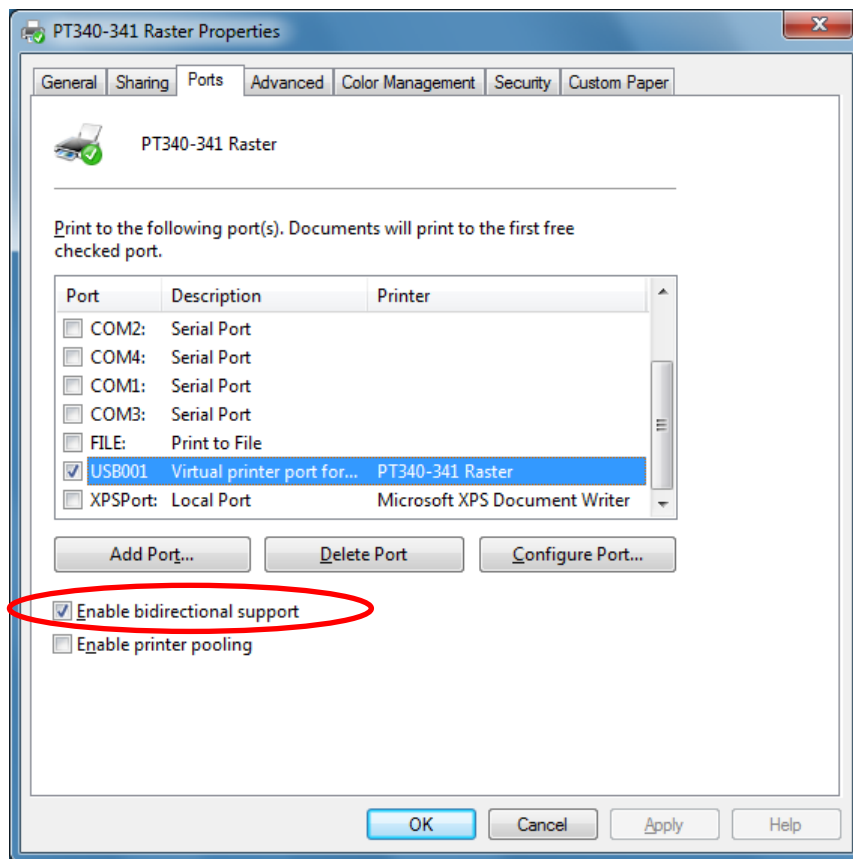 PT340-341 Raster Properties
General Sharing Ports Advanced Color Management Security Custom Paper
PT340-341 Raster
Print to the following port(s). Documents will print to the first free
checked port.
Port Description Printer
COM2: Serial Port
COM4: Serial Port
COM1: Serial Port
COM3: Serial Port
FILE: Print to File
USB001 Virtual printer port for... PT340-341 Raster
XPSPort: Local Port Microsoft XPS Document Writer
Add Port... Delete Port Configure Port...
Enable bidirectional support
Enable printer pooling
OK Cancel Apply Help